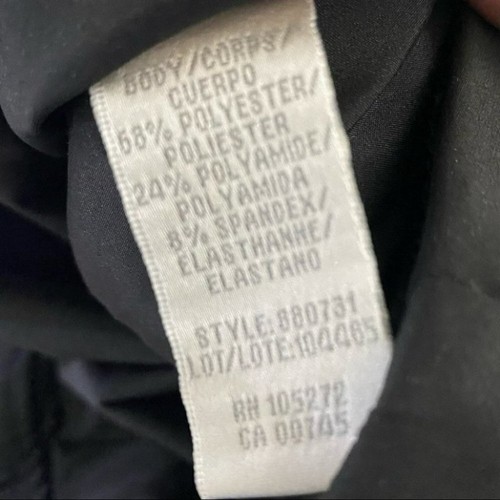 BODY/CORPS/
CUERPO
68% POLYESTER/
POLIESTER
24% POLYAMIDE/
POLYAMIDA
8% SPANDEX/
ELASTHANNE/
ELASTANO
STYLE: 880731
LOT/LOTE: 104465
RN 105272
CA 00745